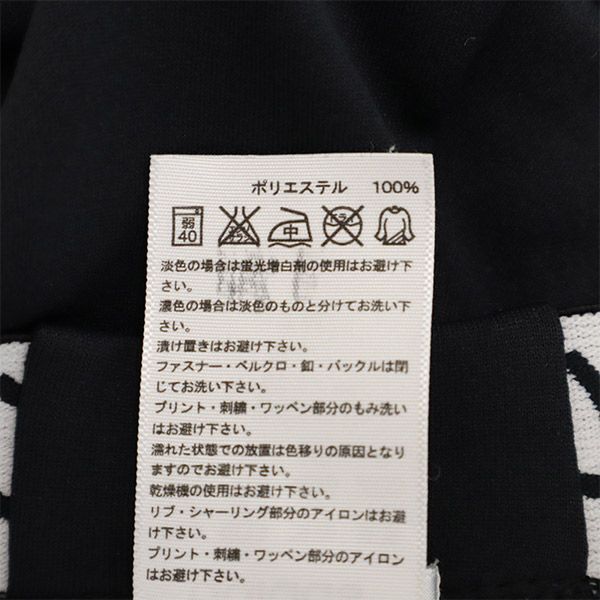 ポリエステル 100%
弱 40 エンソ サラシ 中 ドライ
淡色の場合は蛍光増白剤の使用はお避け下
さい。
濃色の場合は淡色のものと分けてお洗い下
さい。
漬け置きはお避け下さい。
ファスナー・ベルクロ・釦・バックルは閉
じてお洗い下さい。
プリント・刺繍・ワッペン部分のもみ洗い
はお避け下さい。
濡れた状態での放置は色移りの原因となり
ますのでお避け下さい。
乾燥機の使用はお避け下さい。
リブ・シャーリング部分のアイロンはお避
け下さい。
プリント・刺繍・ワッペン部分のアイロン
はお避け下さい。